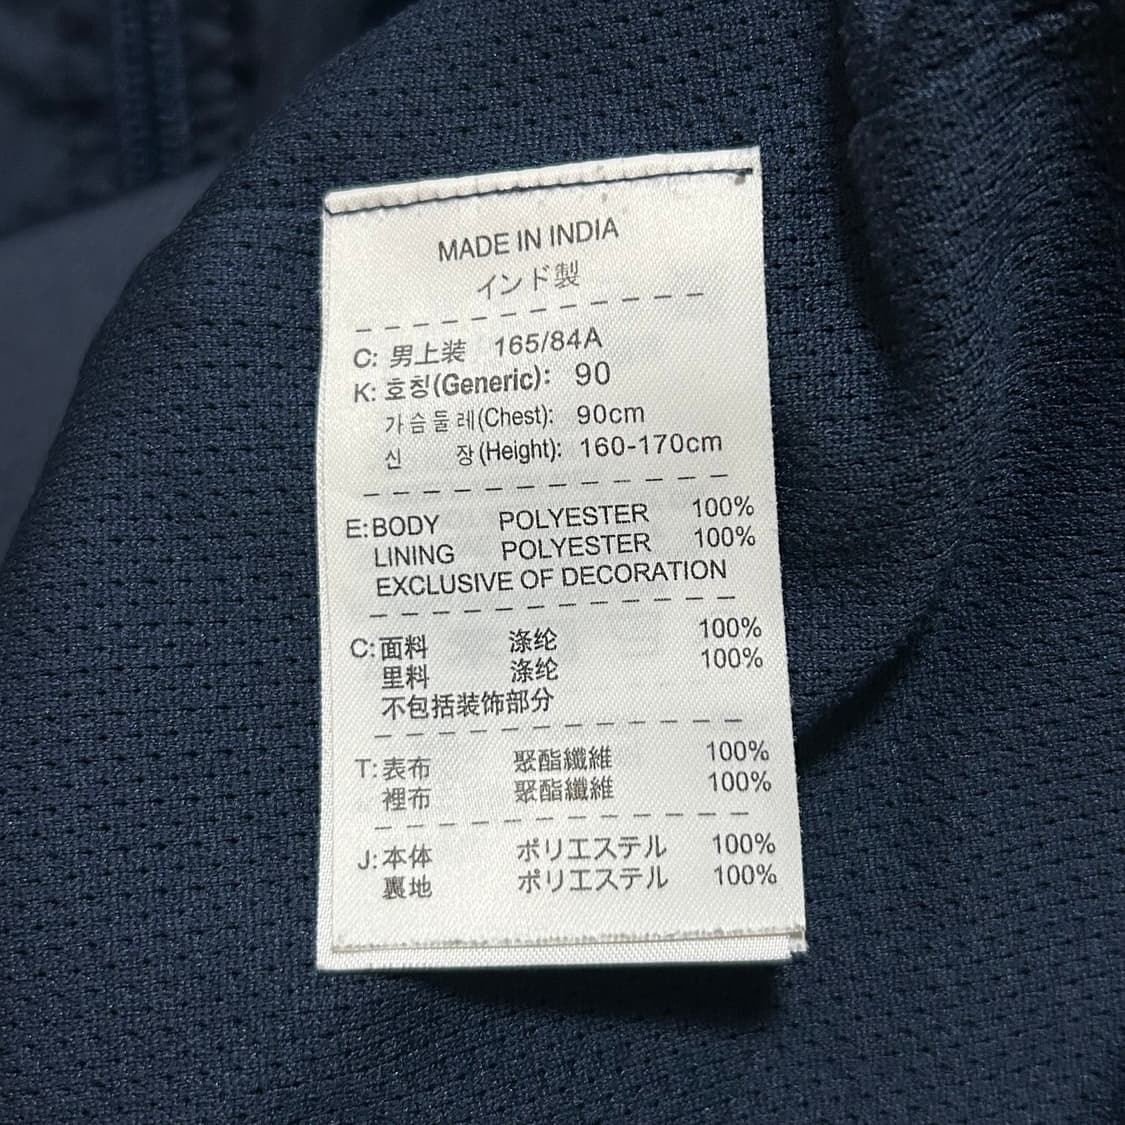 MADE IN INDIA
インド製
C: 男上装 165/84A
K: 호칭(Generic): 90
가슴둘레(Chest): 90cm
신 장(Height): 160-170cm
E: BODY POLYESTER 100%
LINING POLYESTER 100%
EXCLUSIVE OF DECORATION
C: 面料 涤纶 100%
里料 涤纶 100%
不包括装饰部分
T: 表布 聚酯纖維 100%
裡布 聚酯纖維 100%
J: 本体 ポリエステル 100%
裏地 ポリエステル 100%